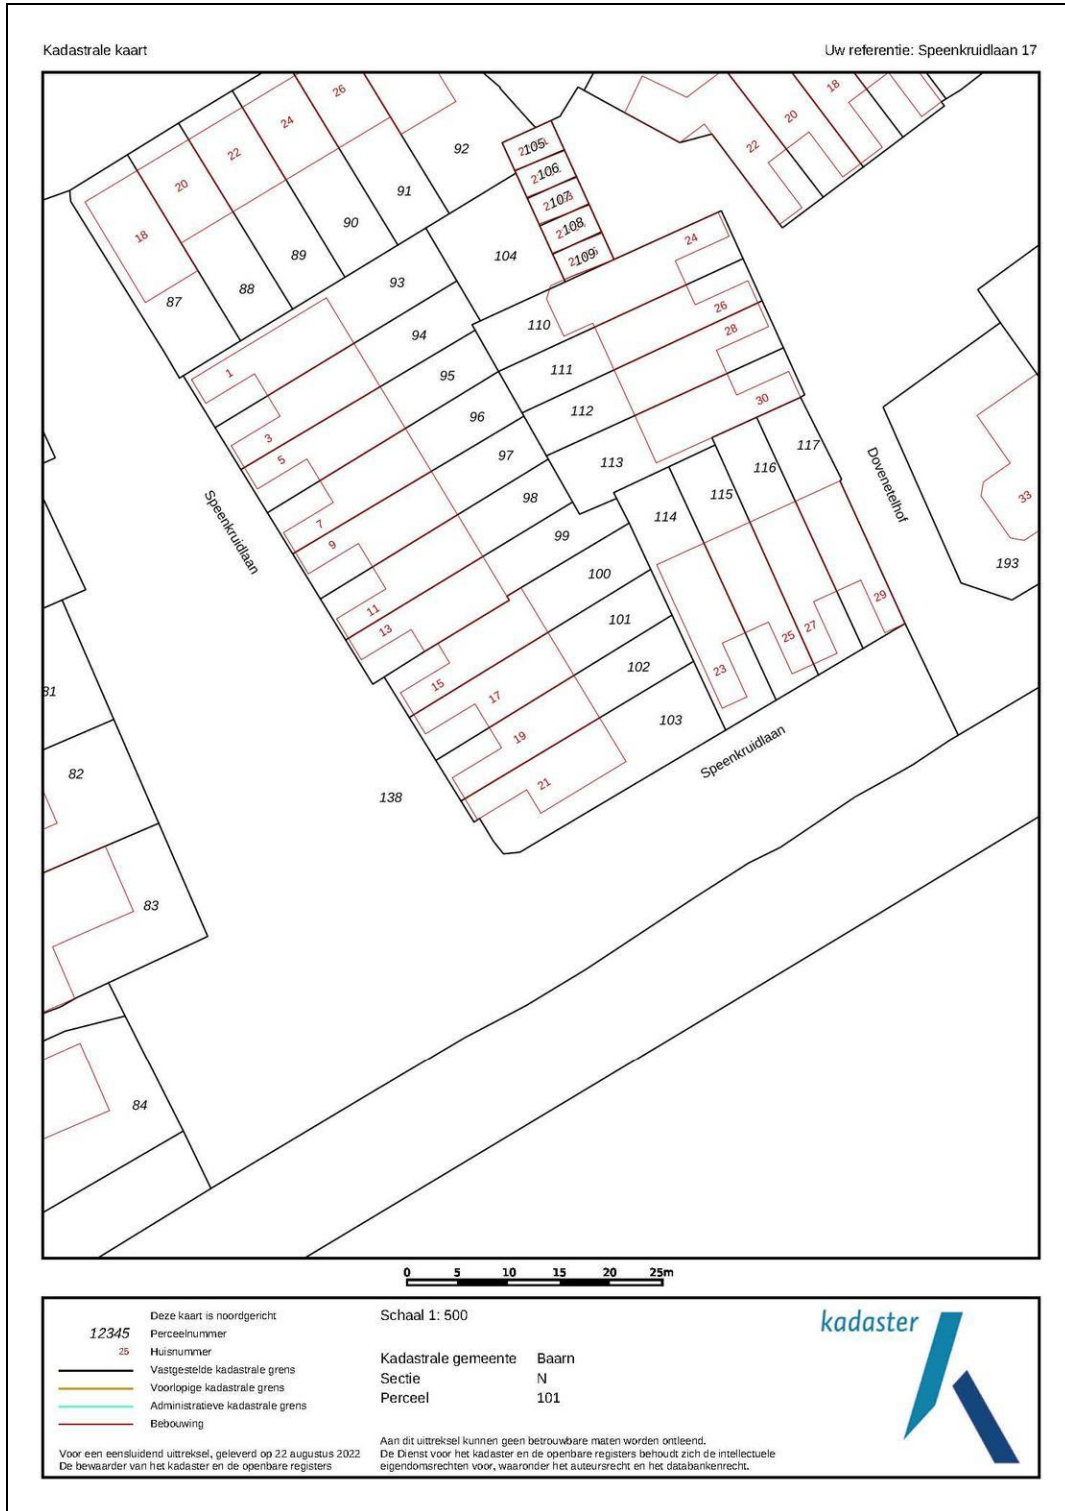 Kadastrale kaart
Uw referentie: Speenkruidlaan 17
26
24
22
20
18
92
91
90
89
88
87
105
106
107
108
109
104
18
20
22
24
26
28
30
93
94
95
96
97
98
99
100
101
102
103
110
111
112
113
114
115
116
117
1
3
5
7
9
11
13
15
17
19
21
23
25
27
29
33
193
Dovenetelhof
Speenkruidlaan
Speenkruidlaan
138
81
82
83
84
0 5 10 15 20 25m
Deze kaart is noordgericht
12345 Perceelnummer
25 Huisnummer
Vastgestelde kadastrale grens
Voorlopige kadastrale grens
Administratieve kadastrale grens
Bebouwing
Voor een eensluidend uittreksel, geleverd op 22 augustus 2022
De bewaarder van het kadaster en de openbare registers
Schaal 1: 500
Kadastrale gemeente Baarn
Sectie N
Perceel 101
Aan dit uittreksel kunnen geen betrouwbare maten worden ontleend.
De Dienst voor het kadaster en de openbare registers behoudt zich de intellectuele
eigendomsrechten voor, waaronder het auteursrecht en het databankenrecht.
kadaster